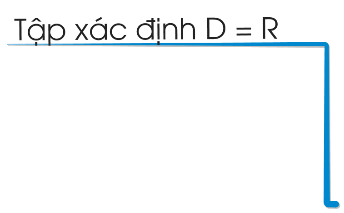 Tập xác định D = R